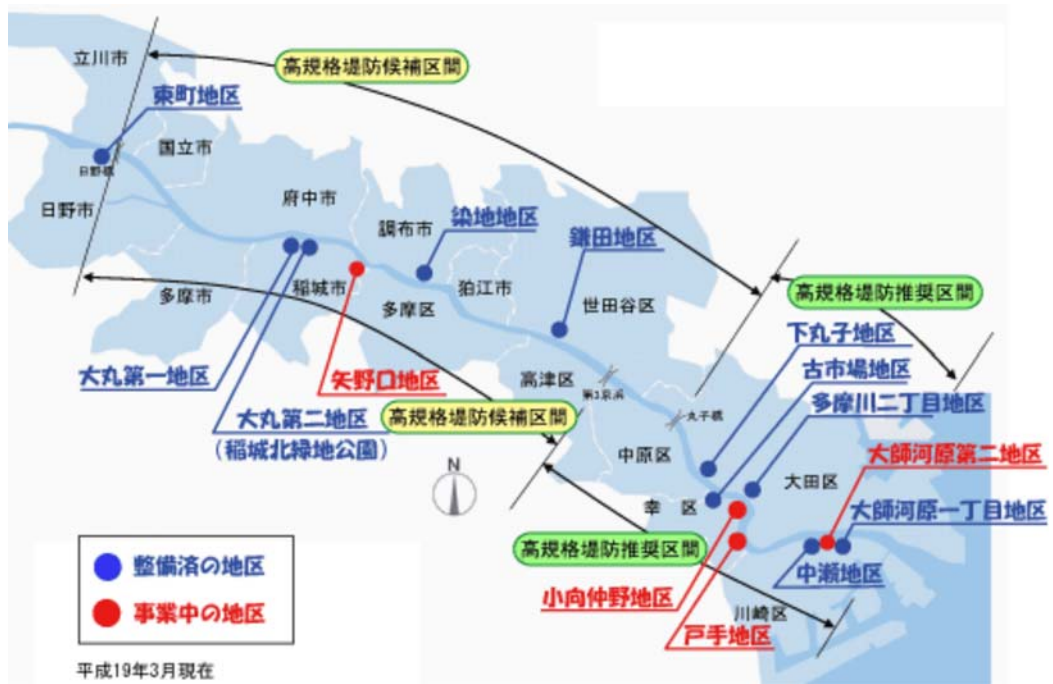 立川市
高規格堤防候補区間
東町地区
国立市
日野橋
日野市
府中市
調布市
染地地区
鎌田地区
多摩市
稲城市
多摩区
狛江市
世田谷区
高規格堤防推奨区間
下丸子地区
大丸第一地区
矢野口地区
高津区
第3京浜
古市場地区
大丸第二地区
(稲城北緑地公園)
高規格堤防候補区間
丸子橋
多摩川二丁目地区
N
中原区
大田区
大師河原第二地区
幸 区
大師河原一丁目地区
高規格堤防推奨区間
整備済の地区
中瀬地区
小向仲野地区
川崎区
事業中の地区
戸手地区
平成19年3月現在